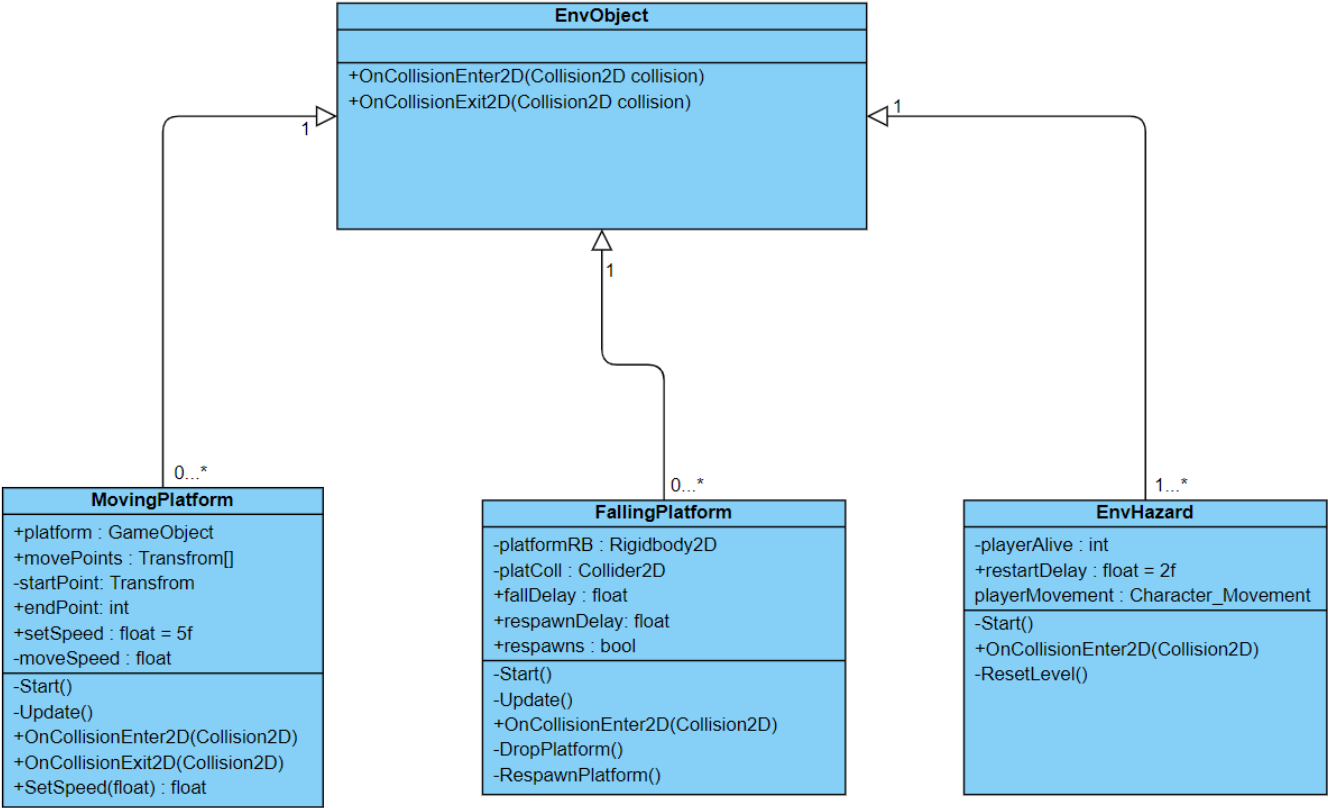 EnvObject
+OnCollisionEnter2D(Collision2D collision)
+OnCollisionExit2D(Collision2D collision)
1
1
1
0...*
MovingPlatform
+platform : GameObject
+movePoints : Transfrom[]
-startPoint: Transfrom
+endPoint: int
+setSpeed : float = 5f
-moveSpeed : float
-Start()
-Update()
+OnCollisionEnter2D(Collision2D)
+OnCollisionExit2D(Collision2D)
+SetSpeed(float) : float
0...*
FallingPlatform
-platformRB : Rigidbody2D
-platColl : Collider2D
+fallDelay : float
+respawnDelay: float
+respawns : bool
-Start()
-Update()
+OnCollisionEnter2D(Collision2D)
-DropPlatform()
-RespawnPlatform()
1...*
EnvHazard
-playerAlive : int
+restartDelay : float = 2f
playerMovement : Character_Movement
-Start()
+OnCollisionEnter2D(Collision2D)
-ResetLevel()